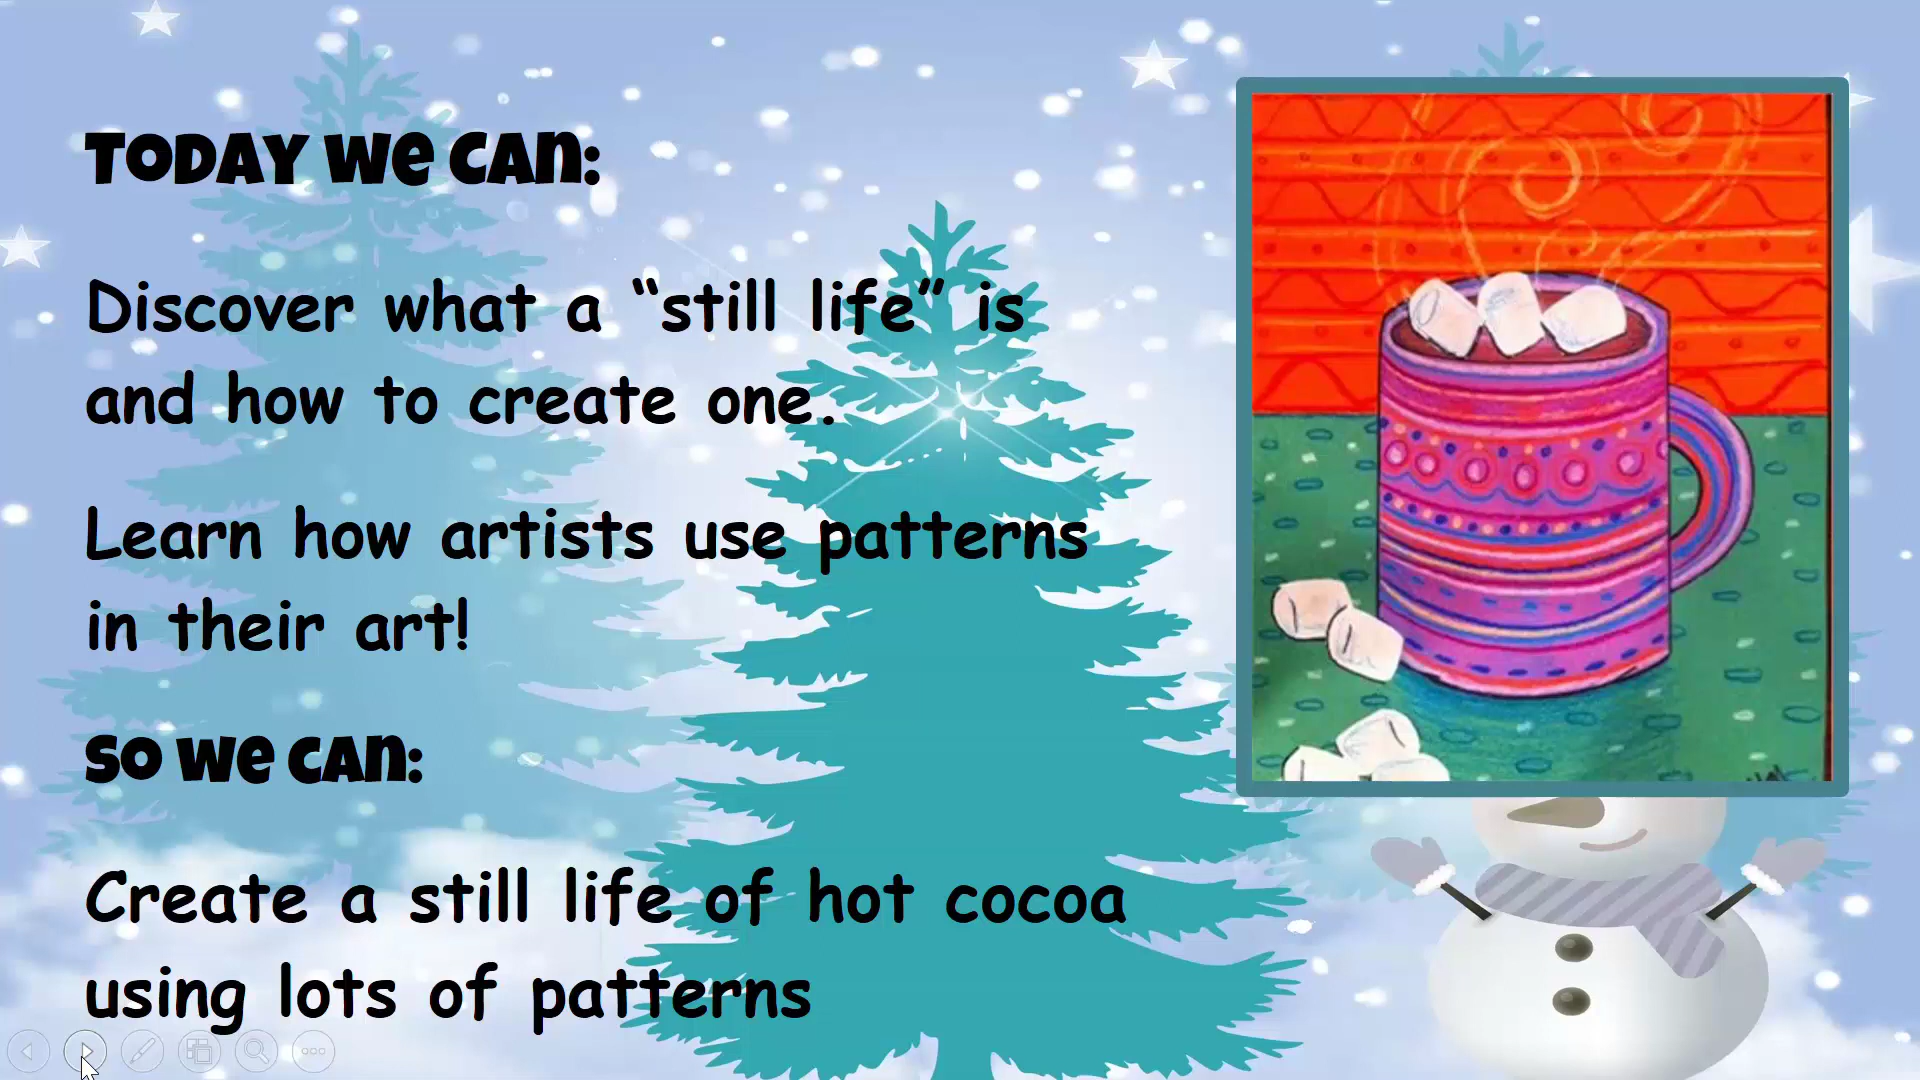 Today we can:
Discover what a “still life” is
and how to create one.
Learn how artists use patterns
in their art!
So we can:
Create a still life of hot cocoa
using lots of patterns